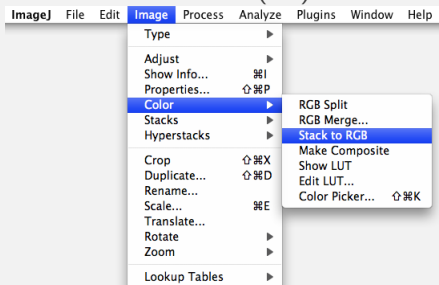 ImageJ File Edit Image Process Analyze Plugins Window Help
Type
Adjust
Show Info... ⌘I
Properties... ⇧⌘P
Color
Stacks
Hyperstacks
Crop ⇧⌘X
Duplicate... ⇧⌘D
Rename...
Scale... ⌘E
Translate...
Rotate
Zoom
Lookup Tables
RGB Split
RGB Merge...
Stack to RGB
Make Composite
Show LUT
Edit LUT...
Color Picker... ⇧⌘K